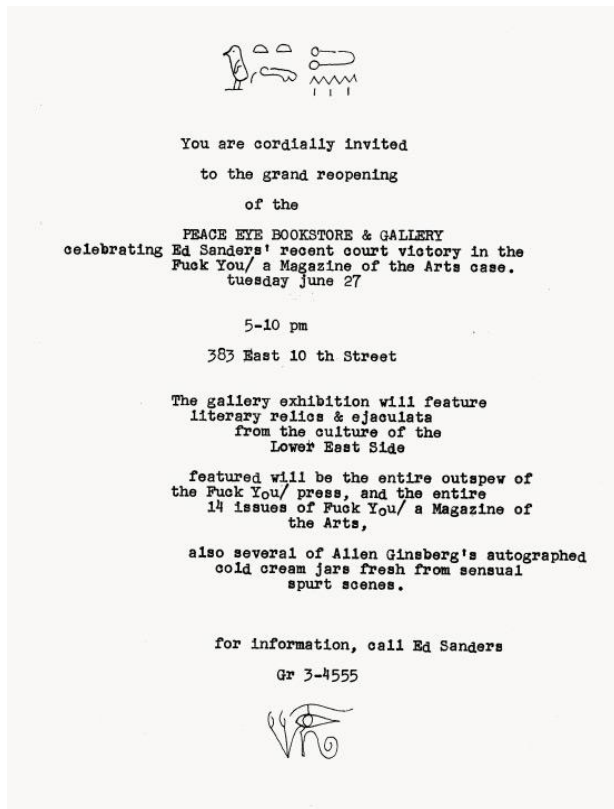 You are cordially invited
to the grand reopening
of the
PEACE EYE BOOKSTORE & GALLERY
celebrating Ed Sanders' recent court victory in the
Fuck You/ a Magazine of the Arts case.
tuesday june 27
5-10 pm
383 East 10 th Street
The gallery exhibition will feature
literary relics & ejaculata
from the culture of the
Lower East Side
featured will be the entire outspew of
the Fuck You/ press, and the entire
14 issues of Fuck You/ a Magazine of
the Arts,
also several of Allen Ginsberg's autographed
cold cream jars fresh from sensual
spurt scenes.
for information, call Ed Sanders
Gr 3-4555